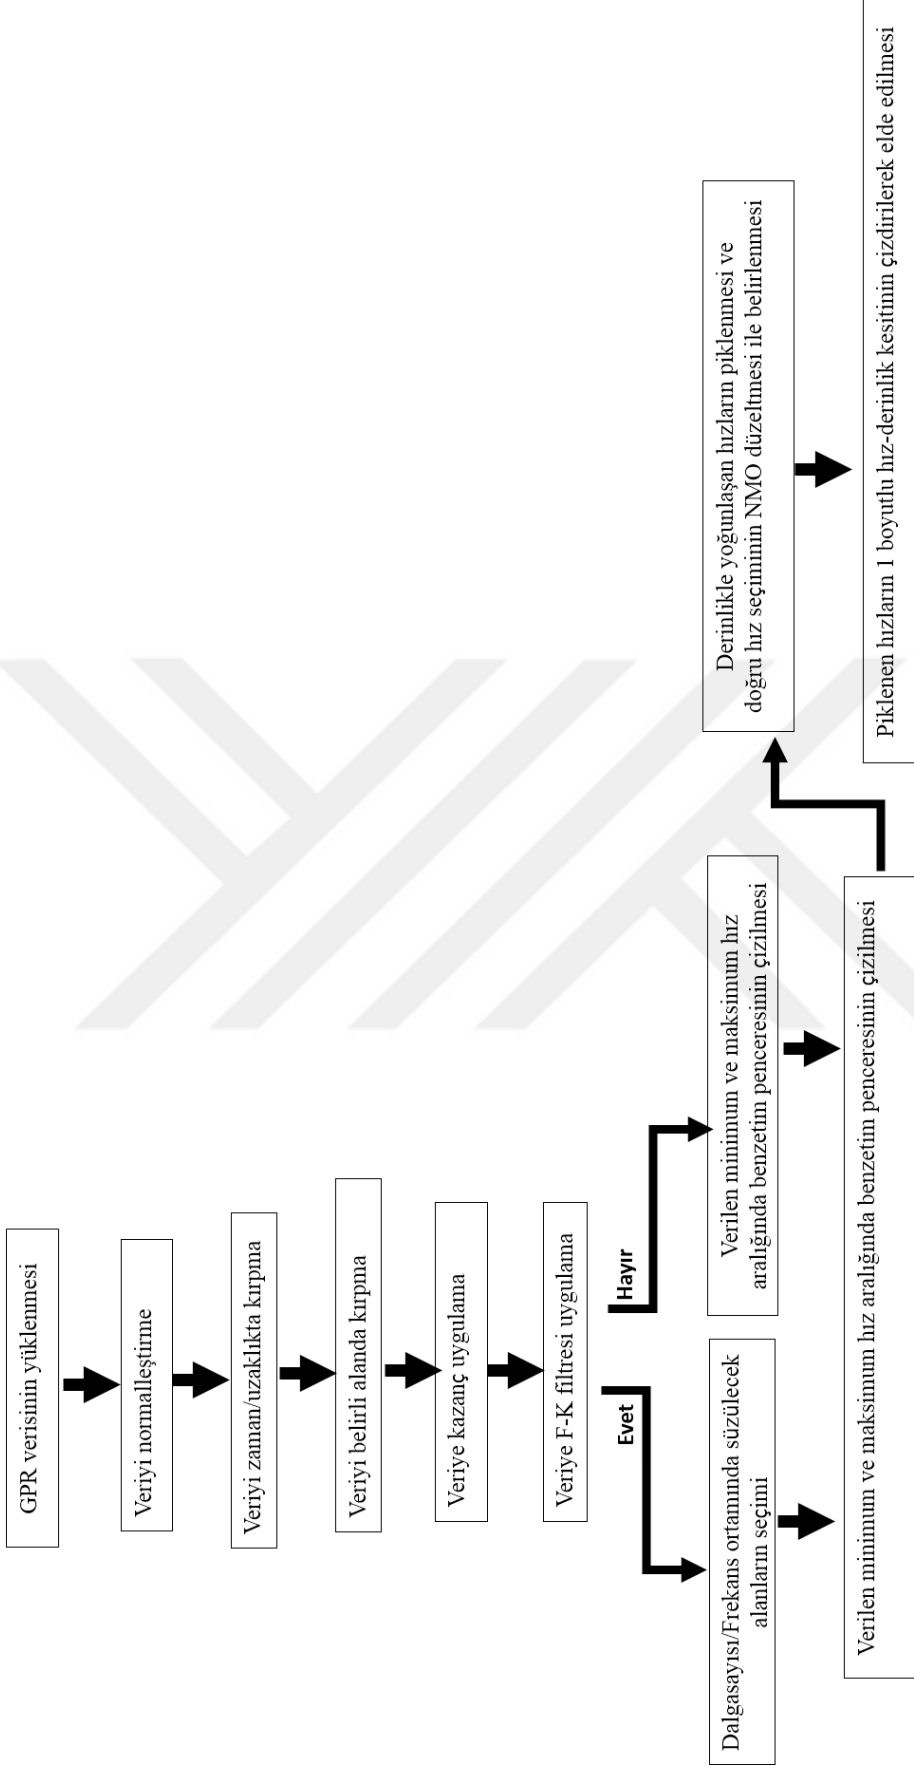 GPR verisinin yüklenmesi
Veriyi normalleştirme
Veriyi zaman/uzaklıkta kırpma
Veriyi belirli alanda kırpma
Veriye kazanç uygulama
Veriye F-K filtresi uygulama
Evet
Hayır
Dalgasayısı/Frekans ortamında süzülecek
alanların seçimi
Verilen minimum ve maksimum hız
aralığında benzetim penceresinin çizilmesi
Verilen minimum ve maksimum hız aralığında benzetim penceresinin çizilmesi
Derinlikle yoğunlaşan hızların piklenmesi ve
doğru hız seçiminin NMO düzeltmesi ile belirlenmesi
Piklenen hızların 1 boyutlu hız-derinlik kesitinin çizdirilerek elde edilmesi